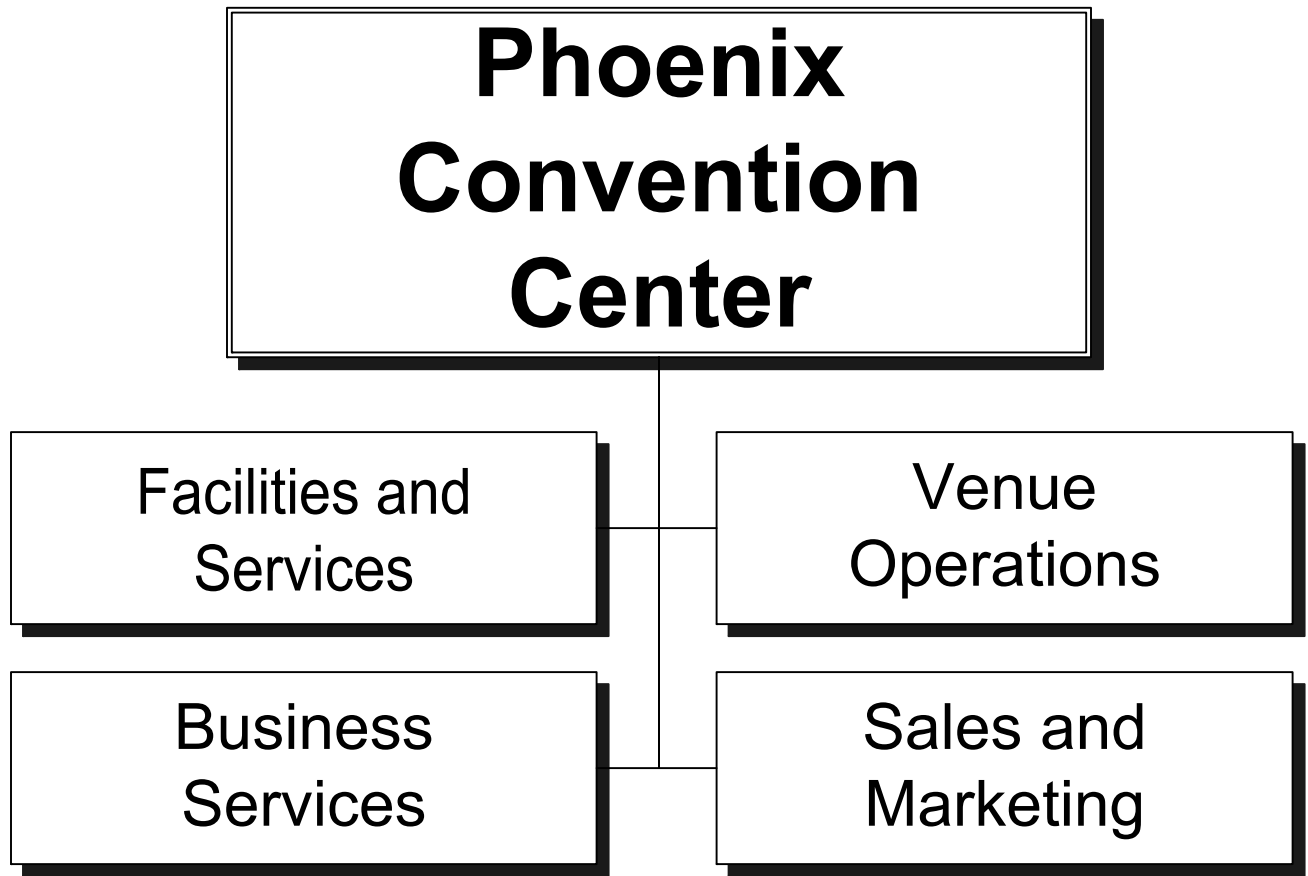 Phoenix
Convention
Center
Facilities and
Services
Venue
Operations
Business
Services
Sales and
Marketing